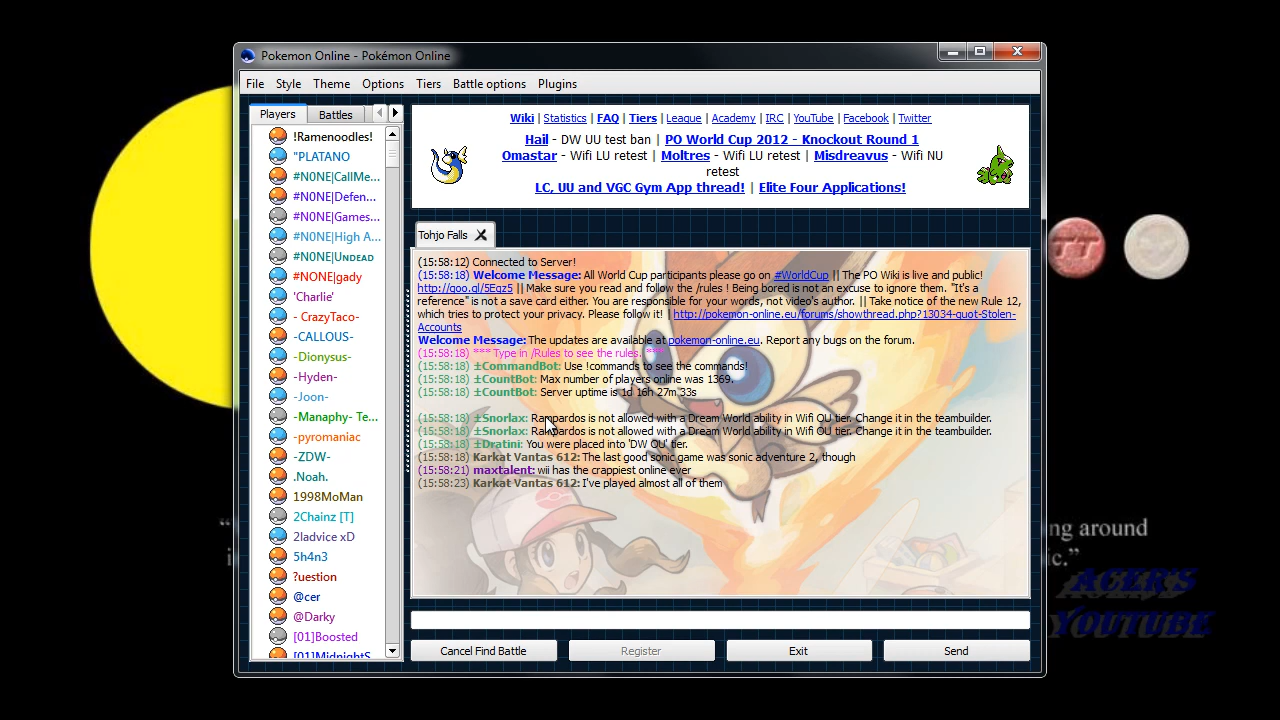 Pokemon Online - Pokémon Online
File Style Theme Options Tiers Battle options Plugins
Players Battles
!Ramenoodles!
"PLATANO
#N0NE|CallMe...
#N0NE|Defen...
#N0NE|Games...
#N0NE|High A...
#N0NE|Undead
#NONE|gady
'Charlie'
- CrazyTaco-
-CALLOUS-
-Dionysus-
-Hyden-
-Joon-
-Manaphy- Te...
-pyromaniac
-ZDW-
.Noah.
1998MoMan
2Chainz [T]
2ladvice xD
5h4n3
?uestion
@cer
@Darky
[01]Boosted
[01]MidnightS
Wiki | Statistics | FAQ | Tiers | League | Academy | IRC | YouTube | Facebook | Twitter
Hail - DW UU test ban | PO World Cup 2012 - Knockout Round 1
Omastar - Wifi LU retest | Moltres - Wifi LU retest | Misdreavus - Wifi NU
retest
LC, UU and VGC Gym App thread! | Elite Four Applications!
Tohjo Falls
(15:58:12) Connected to Server!
(15:58:18) Welcome Message: All World Cup participants please go on #WorldCup || The PO Wiki is live and public!
http://goo.gl/5Eqz5 || Make sure you read and follow the /rules ! Being bored is not an excuse to ignore them. "It's a
reference" is not a save card either. You are responsible for your words, not video's author. || Take notice of the new Rule 12,
which tries to protect your privacy. Please follow it! | http://pokemon-online.eu/forums/showthread.php?13034-quot-Stolen-
Accounts
Welcome Message: The updates are available at pokemon-online.eu. Report any bugs on the forum.
(15:58:18) *** Type in /Rules to see the rules. ***
(15:58:18) ±CommandBot: Use !commands to see the commands!
(15:58:18) ±CountBot: Max number of players online was 1369.
(15:58:18) ±CountBot: Server uptime is 1d 16h 27m 33s
(15:58:18) ±Snorlax: Rampardos is not allowed with a Dream World ability in Wifi OU tier. Change it in the teambuilder.
(15:58:18) ±Snorlax: Rampardos is not allowed with a Dream World ability in Wifi OU tier. Change it in the teambuilder.
(15:58:18) ±Dratini: You were placed into 'DW OU' tier.
(15:58:18) Karkat Vantas 612: The last good sonic game was sonic adventure 2, though
(15:58:21) maxtalent: wii has the crappiest online ever
(15:58:23) Karkat Vantas 612: I've played almost all of them
Cancel Find Battle Register Exit Send
TT
“
ng around
i
c.”
ACER'S
YOUTUBE